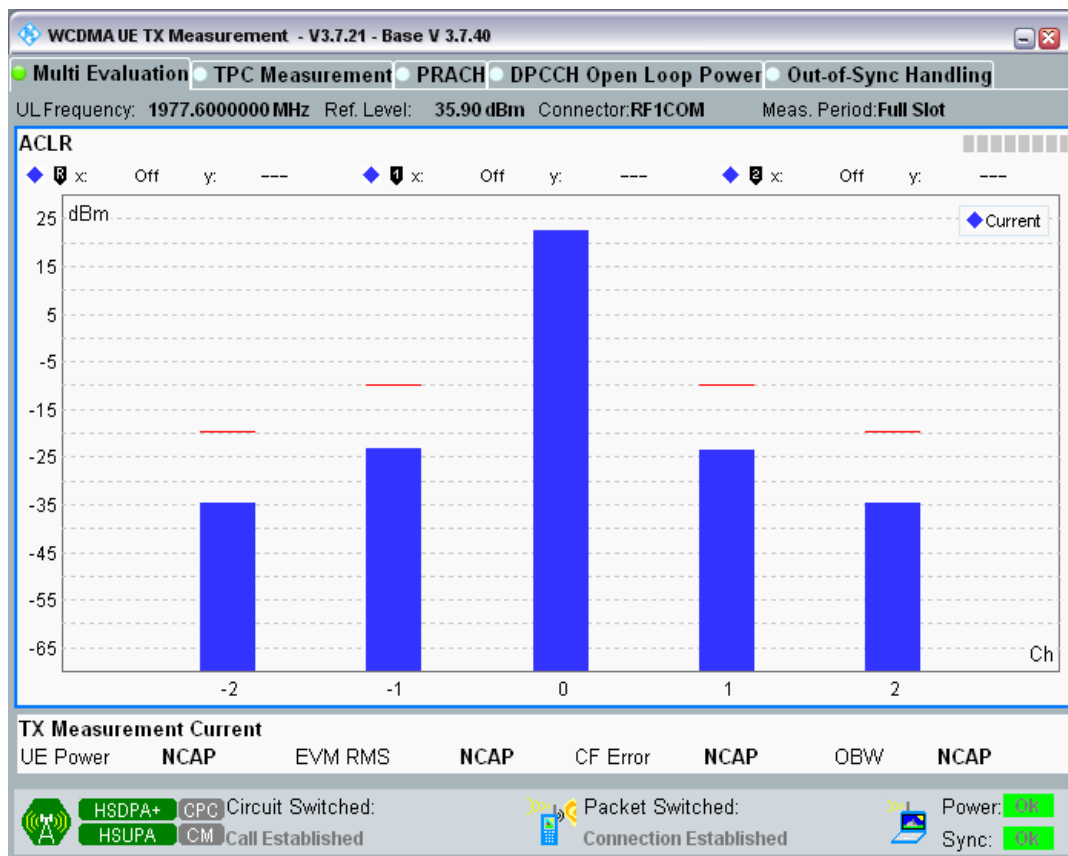 WCDMA UE TX Measurement - V3.7.21 - Base V 3.7.40
Multi Evaluation TPC Measurement PRACH DPCCH Open Loop Power Out-of-Sync Handling
UL Frequency: 1977.6000000 MHz Ref. Level: 35.90 dBm Connector:RF1COM Meas. Period:Full Slot
ACLR
R x: Off y: --- 1 x: Off y: --- 2 x: Off y: ---
dBm
Current
25
15
5
-5
-15
-25
-35
-45
-55
-65
Ch
-2 -1 0 1 2
TX Measurement Current
UE Power NCAP EVM RMS NCAP CF Error NCAP OBW NCAP
HSDPA+ CPC Circuit Switched: Packet Switched: Power: OK
HSUPA CM Call Established Connection Established Sync: OK